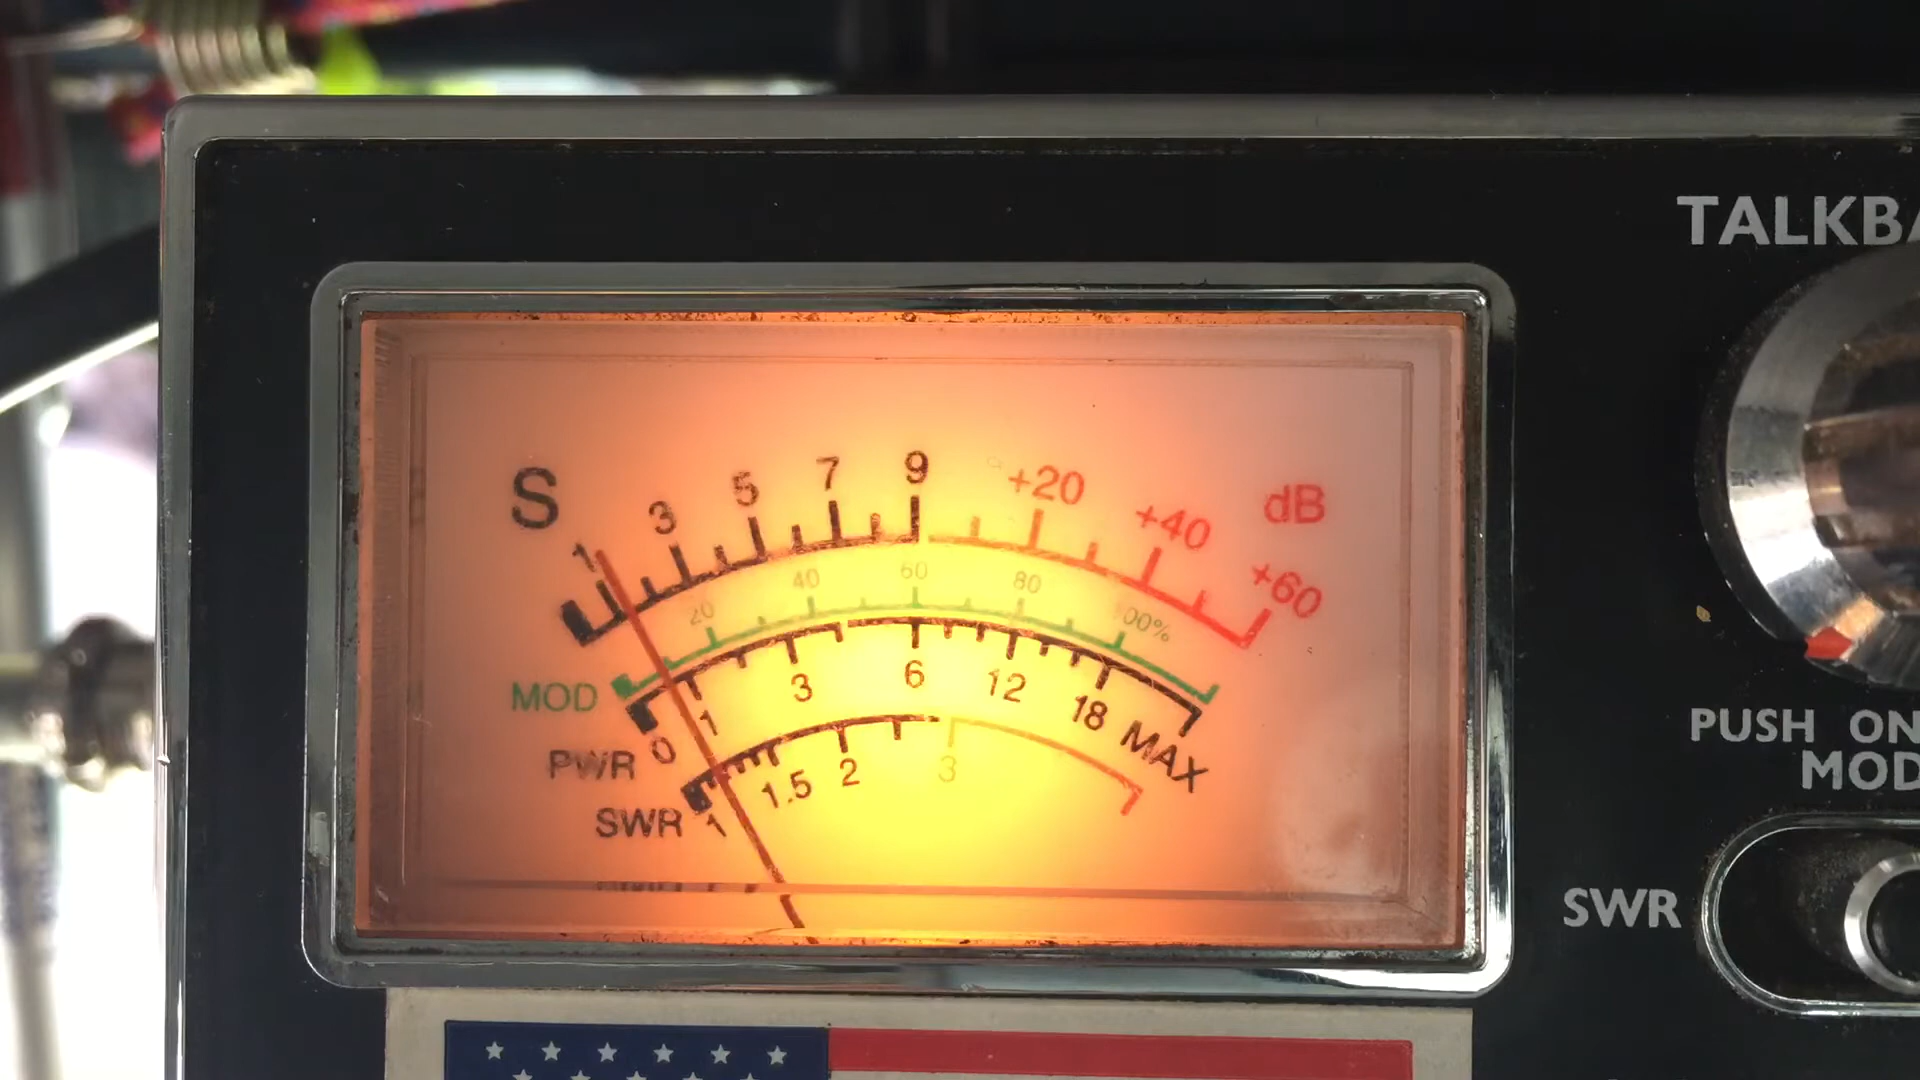 TALKBA
S 1 3 5 7 9 +20 +40 +60 dB
MOD 20 40 60 80 100%
PWR 0 1 3 6 12 18 MAX
SWR 1 1.5 2 3
PUSH ON
MOD
SWR